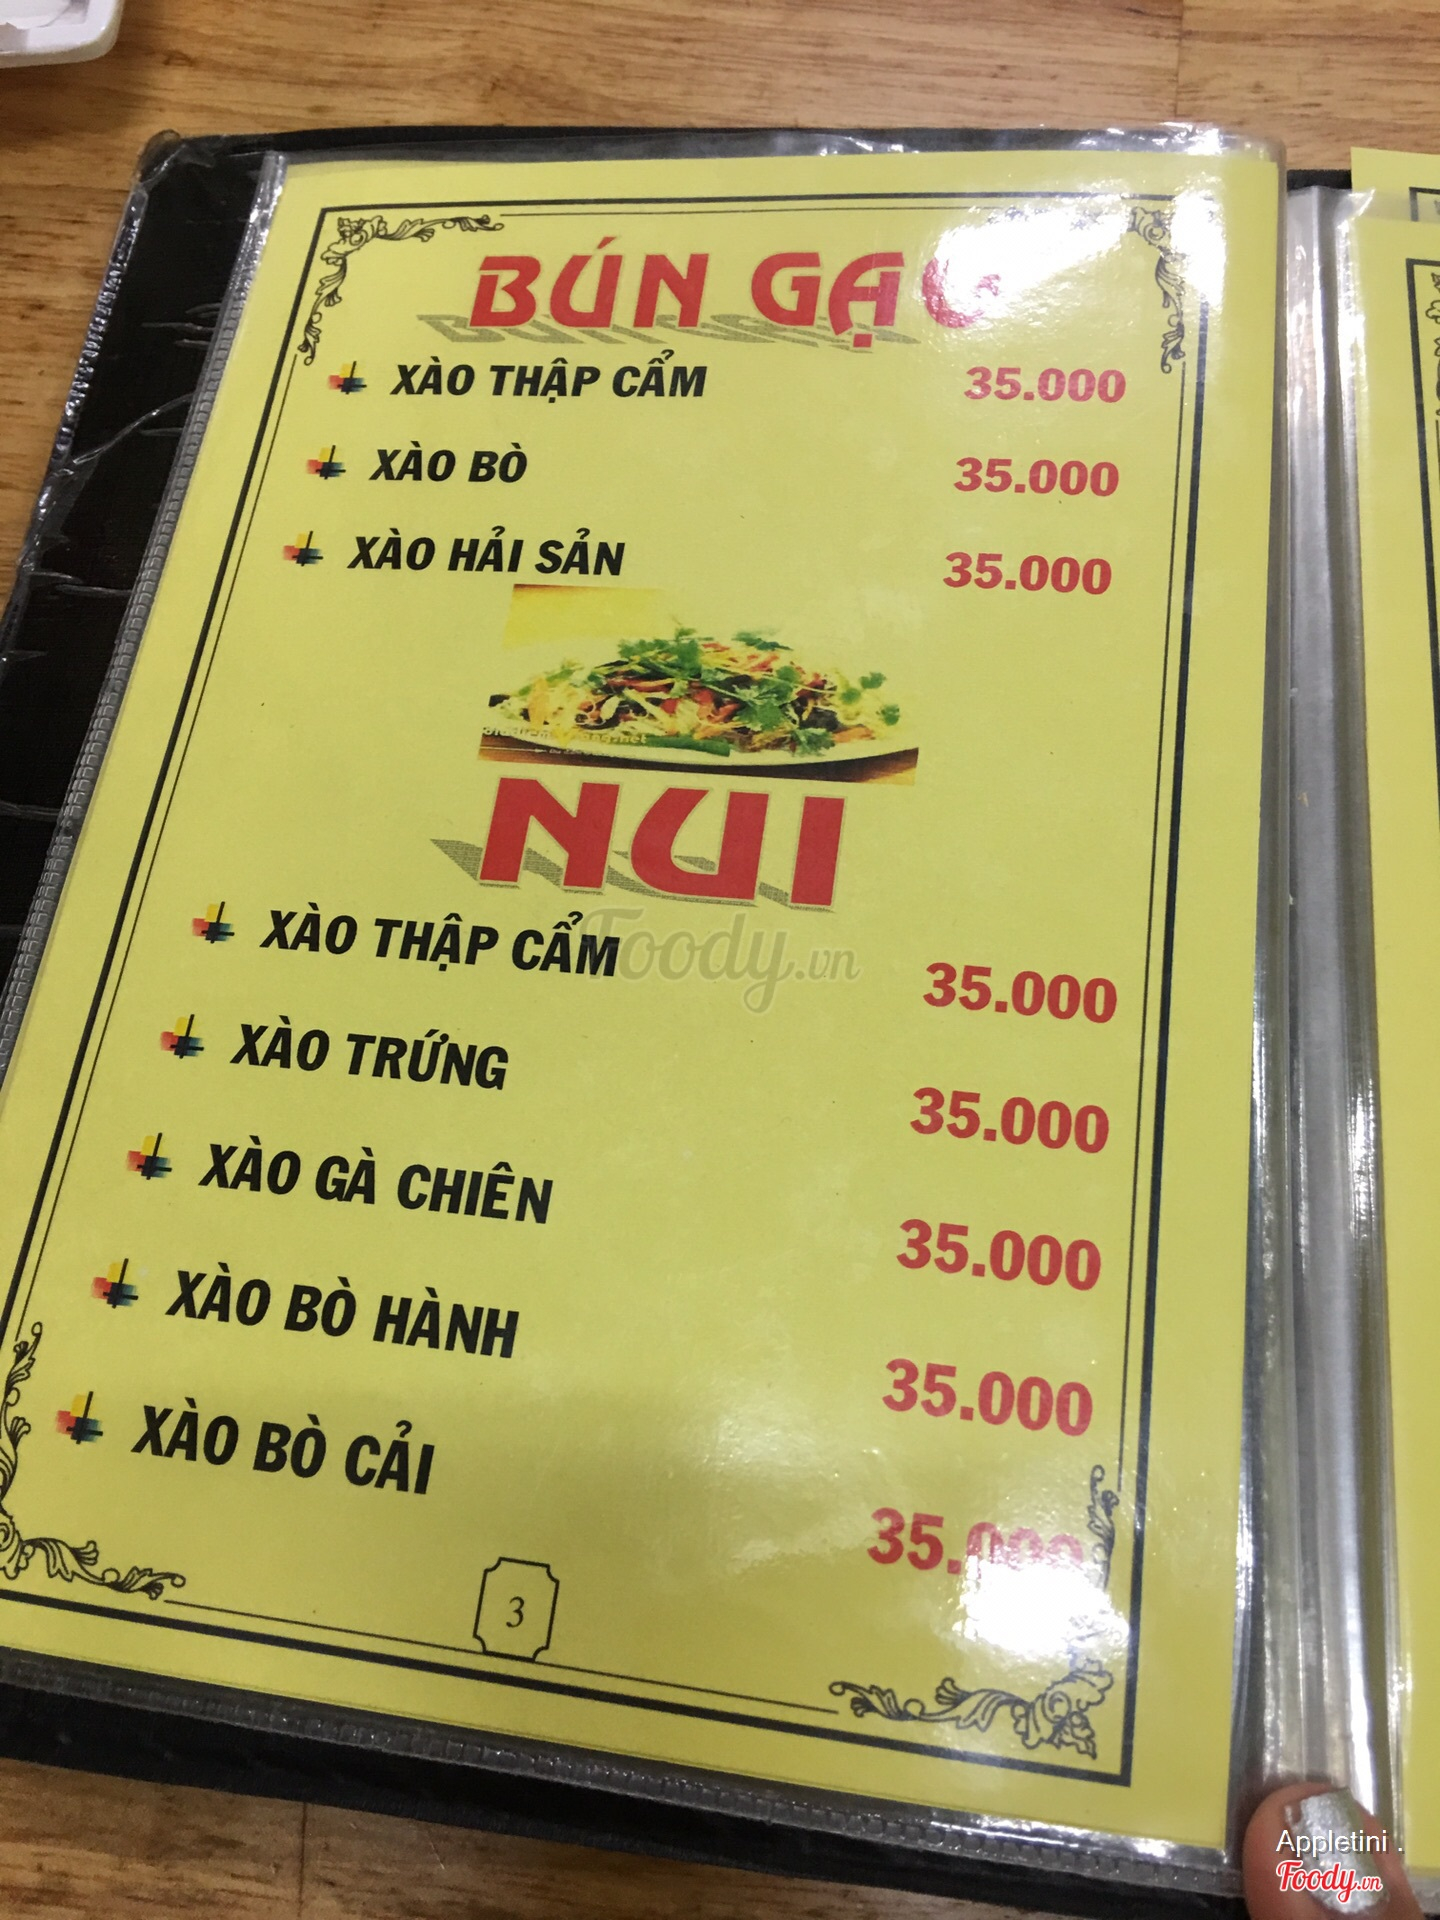 BÚN GẠO
XÀO THẬP CẨM 35.000
XÀO BÒ 35.000
XÀO HẢI SẢN 35.000
NUI
XÀO THẬP CẨM 35.000
XÀO TRỨNG 35.000
XÀO GÀ CHIÊN 35.000
XÀO BÒ HÀNH 35.000
XÀO BÒ CẢI 35.000
3
Foody.vn
Appletini .
Foody.vn